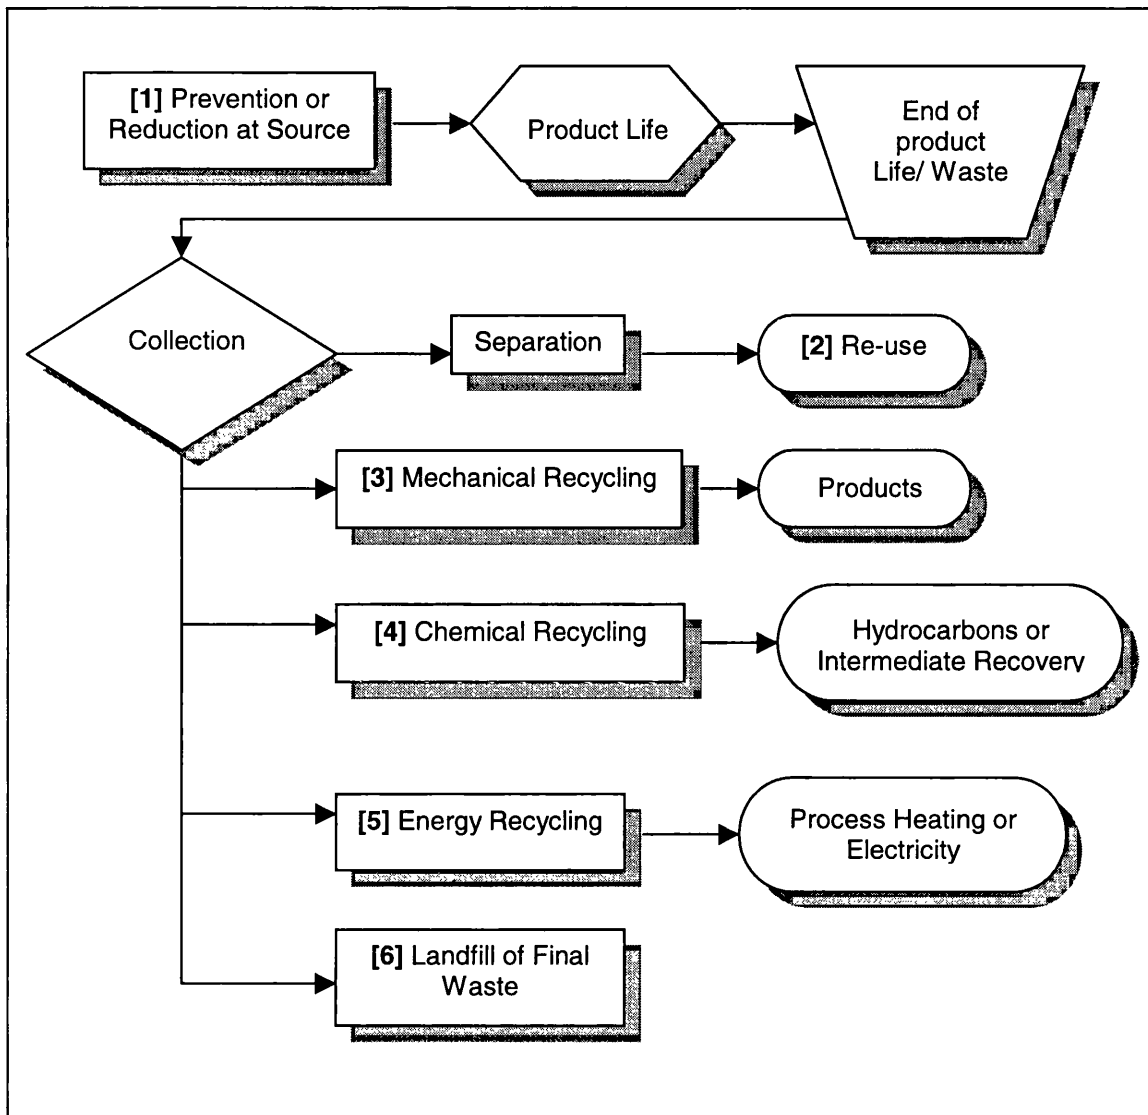 [1] Prevention or
Reduction at Source
Product Life
End of
product
Life/ Waste
Collection
Separation
[2] Re-use
[3] Mechanical Recycling
Products
[4] Chemical Recycling
Hydrocarbons or
Intermediate Recovery
[5] Energy Recycling
Process Heating or
Electricity
[6] Landfill of Final
Waste